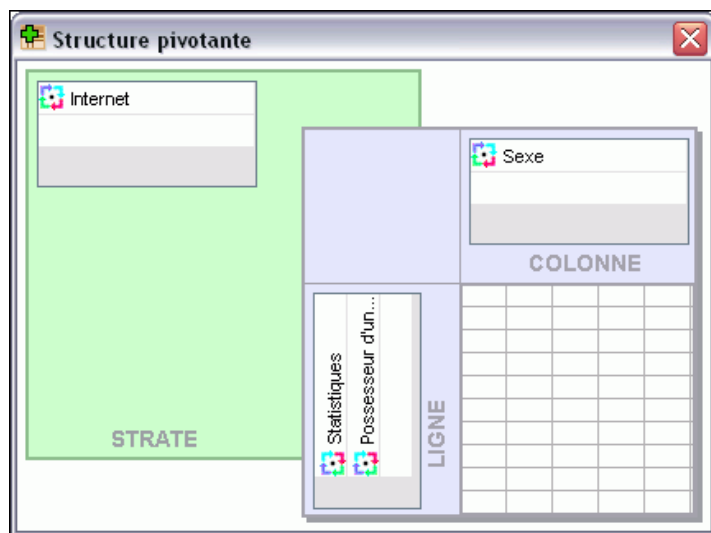 Structure pivotante
Internet
Sexe
COLONNE
Statistiques
Possesseur d'un...
LIGNE
STRATE